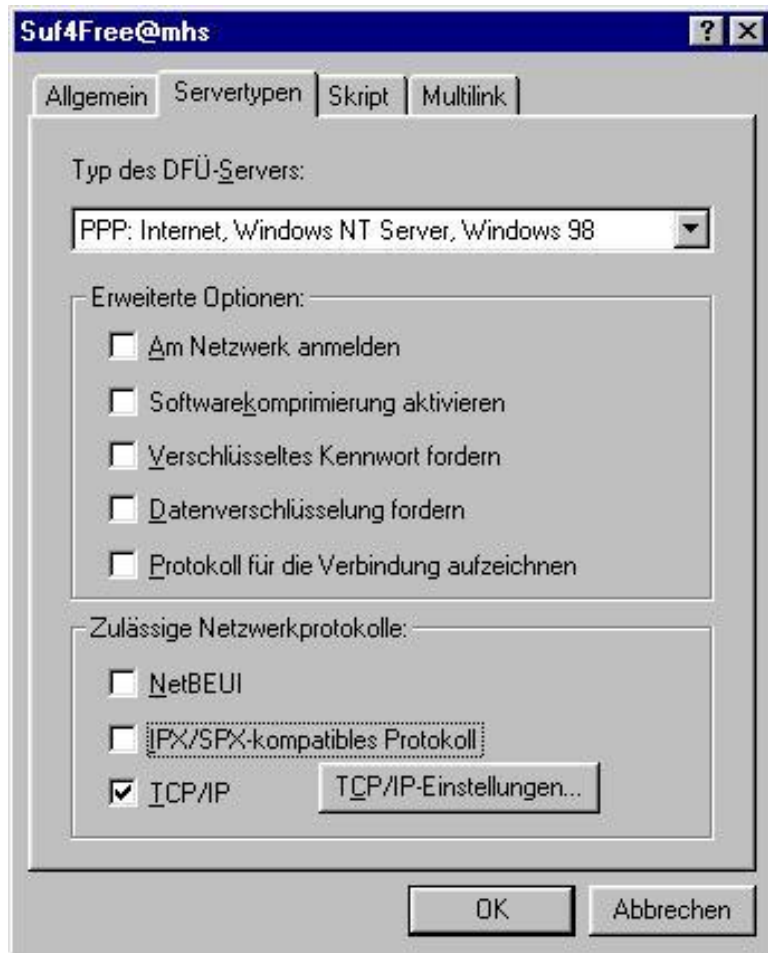 Suf4Free@mhs
Allgemein Servertypen Skript Multilink
Typ des DFÜ-Servers:
PPP: Internet, Windows NT Server, Windows 98
Erweiterte Optionen:
Am Netzwerk anmelden
Softwarekomprimierung aktivieren
Verschlüsseltes Kennwort fordern
Datenverschlüsselung fordern
Protokoll für die Verbindung aufzeichnen
Zulässige Netzwerkprotokolle:
NetBEUI
IPX/SPX-kompatibles Protokoll
TCP/IP TCP/IP-Einstellungen...
OK Abbrechen